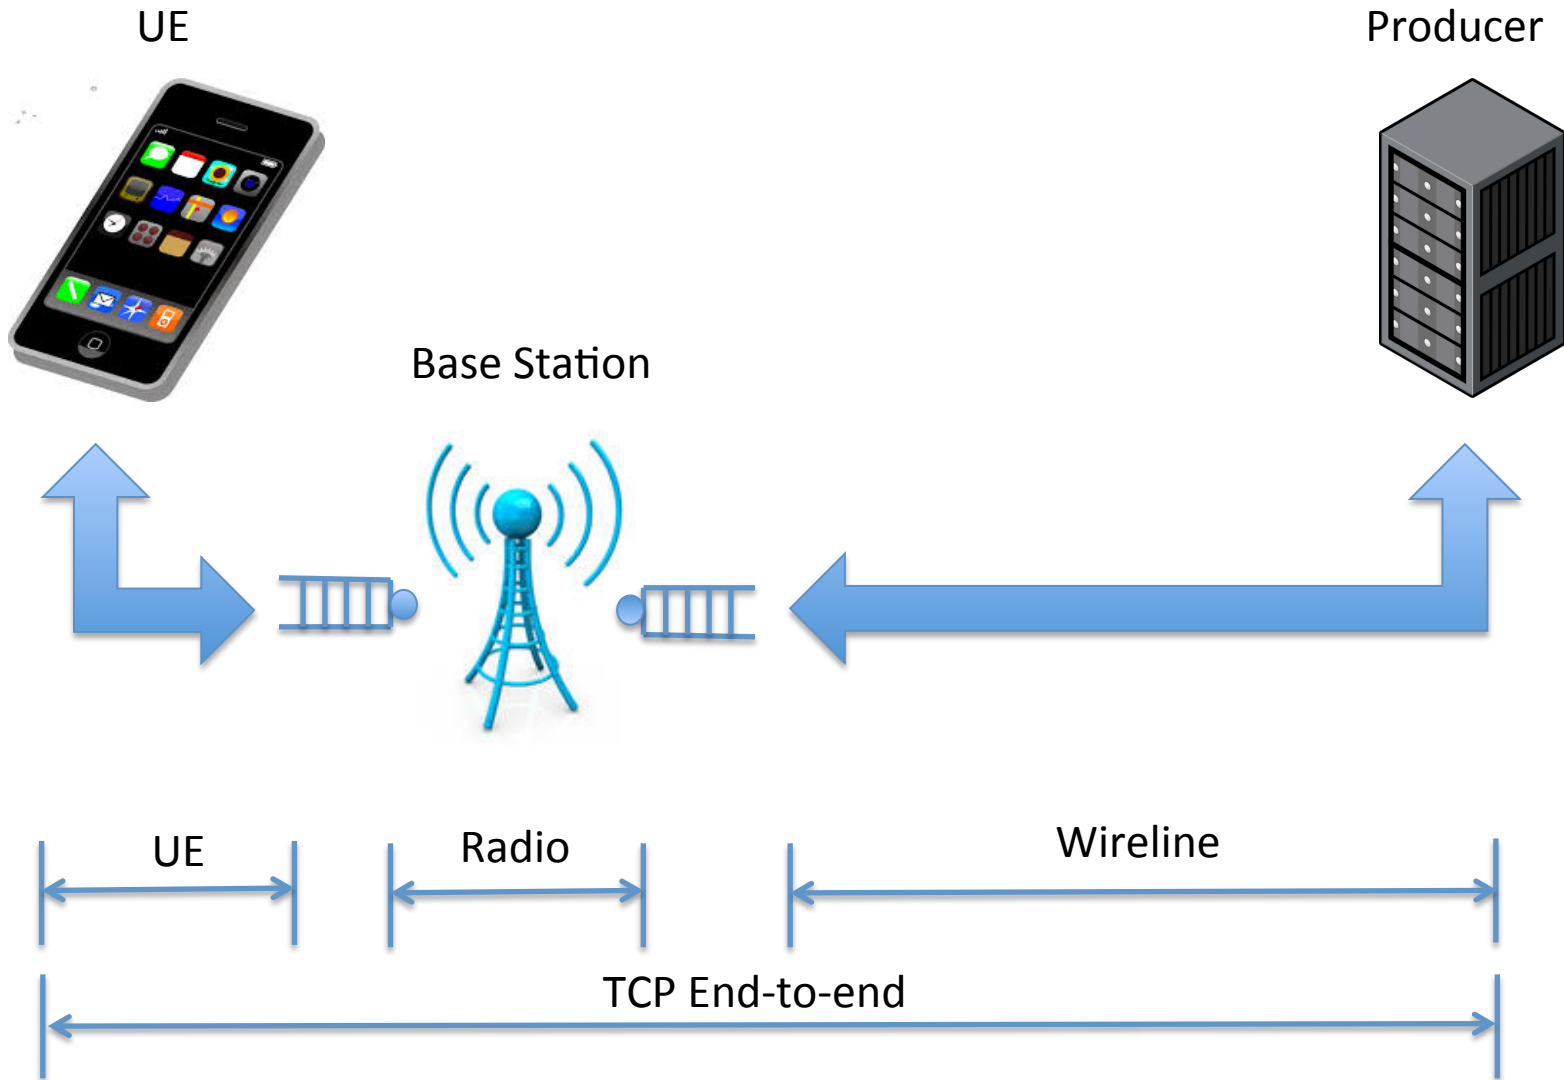 UE
Producer
Base Station
UE
Radio
Wireline
TCP End-to-end